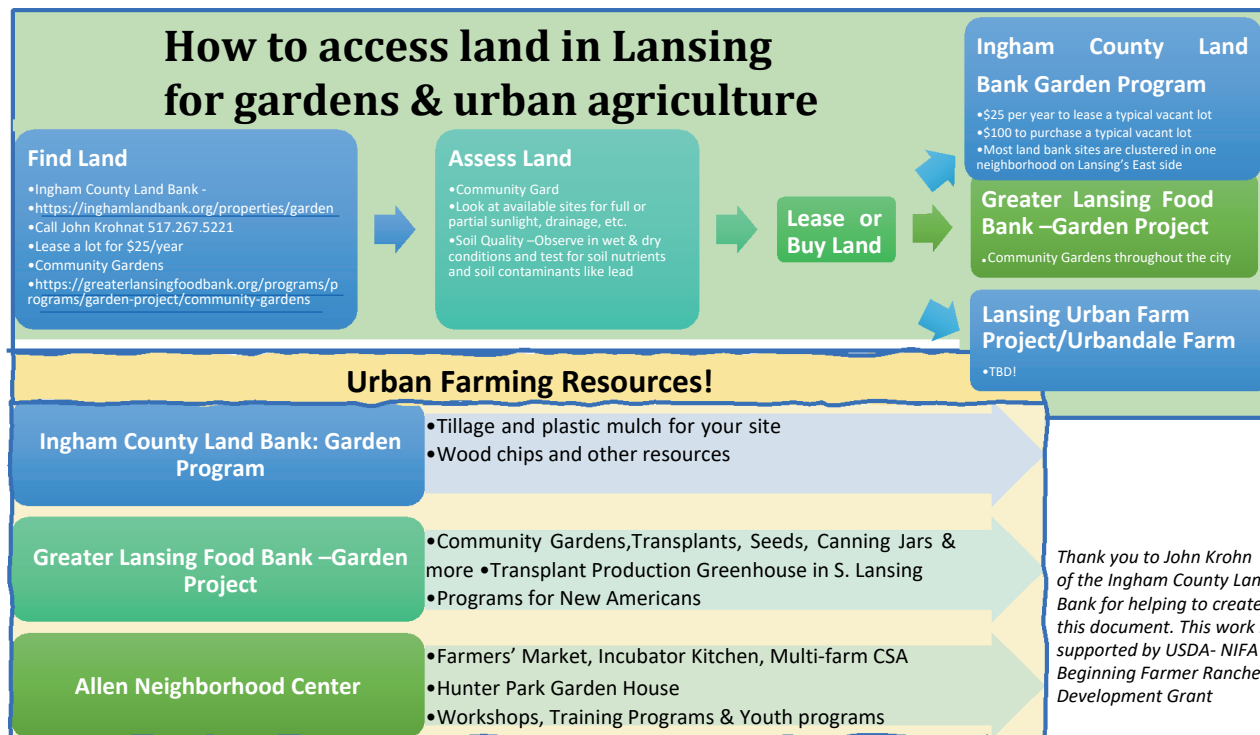 How to access land in Lansing
for gardens & urban agriculture
Find Land
•Ingham County Land Bank -
•https://inghamlandbank.org/properties/garden
•Call John Krohnat 517.267.5221
•Lease a lot for $25/year
•Community Gardens
•https://greaterlansingfoodbank.org/programs/p
rograms/garden-project/community-gardens
Assess Land
•Community Gard
•Look at available sites for full or
partial sunlight, drainage, etc.
•Soil Quality –Observe in wet & dry
conditions and test for soil nutrients
and soil contaminants like lead
Lease or
Buy Land
Ingham County Land
Bank Garden Program
•$25 per year to lease a typical vacant lot
•$100 to purchase a typical vacant lot
•Most land bank sites are clustered in one
neighborhood on Lansing's East side
Greater Lansing Food
Bank –Garden Project
•Community Gardens throughout the city
Lansing Urban Farm
Project/Urbandale Farm
•TBD!
Urban Farming Resources!
Ingham County Land Bank: Garden
Program
•Tillage and plastic mulch for your site
•Wood chips and other resources
Greater Lansing Food Bank –Garden
Project
•Community Gardens,Transplants, Seeds, Canning Jars &
more •Transplant Production Greenhouse in S. Lansing
•Programs for New Americans
Allen Neighborhood Center
•Farmers' Market, Incubator Kitchen, Multi-farm CSA
•Hunter Park Garden House
•Workshops, Training Programs & Youth programs
Thank you to John Krohn
of the Ingham County Lan
Bank for helping to create
this document. This work
supported by USDA- NIFA
Beginning Farmer Ranche
Development Grant